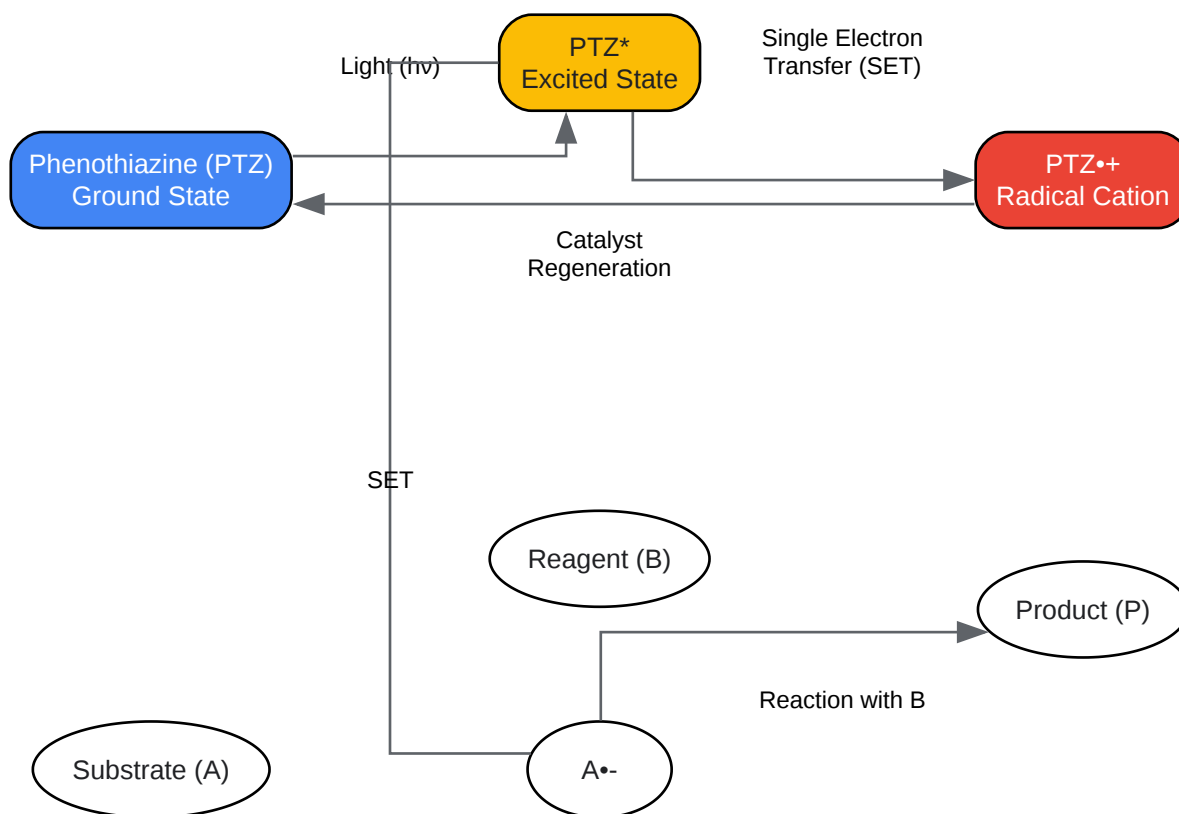 PTZ*
Excited State
Single Electron
Transfer (SET)
Light (hν)
Phenothiazine (PTZ)
Ground State
PTZ•+
Radical Cation
Catalyst
Regeneration
SET
Reagent (B)
Product (P)
Reaction with B
Substrate (A)
A•-